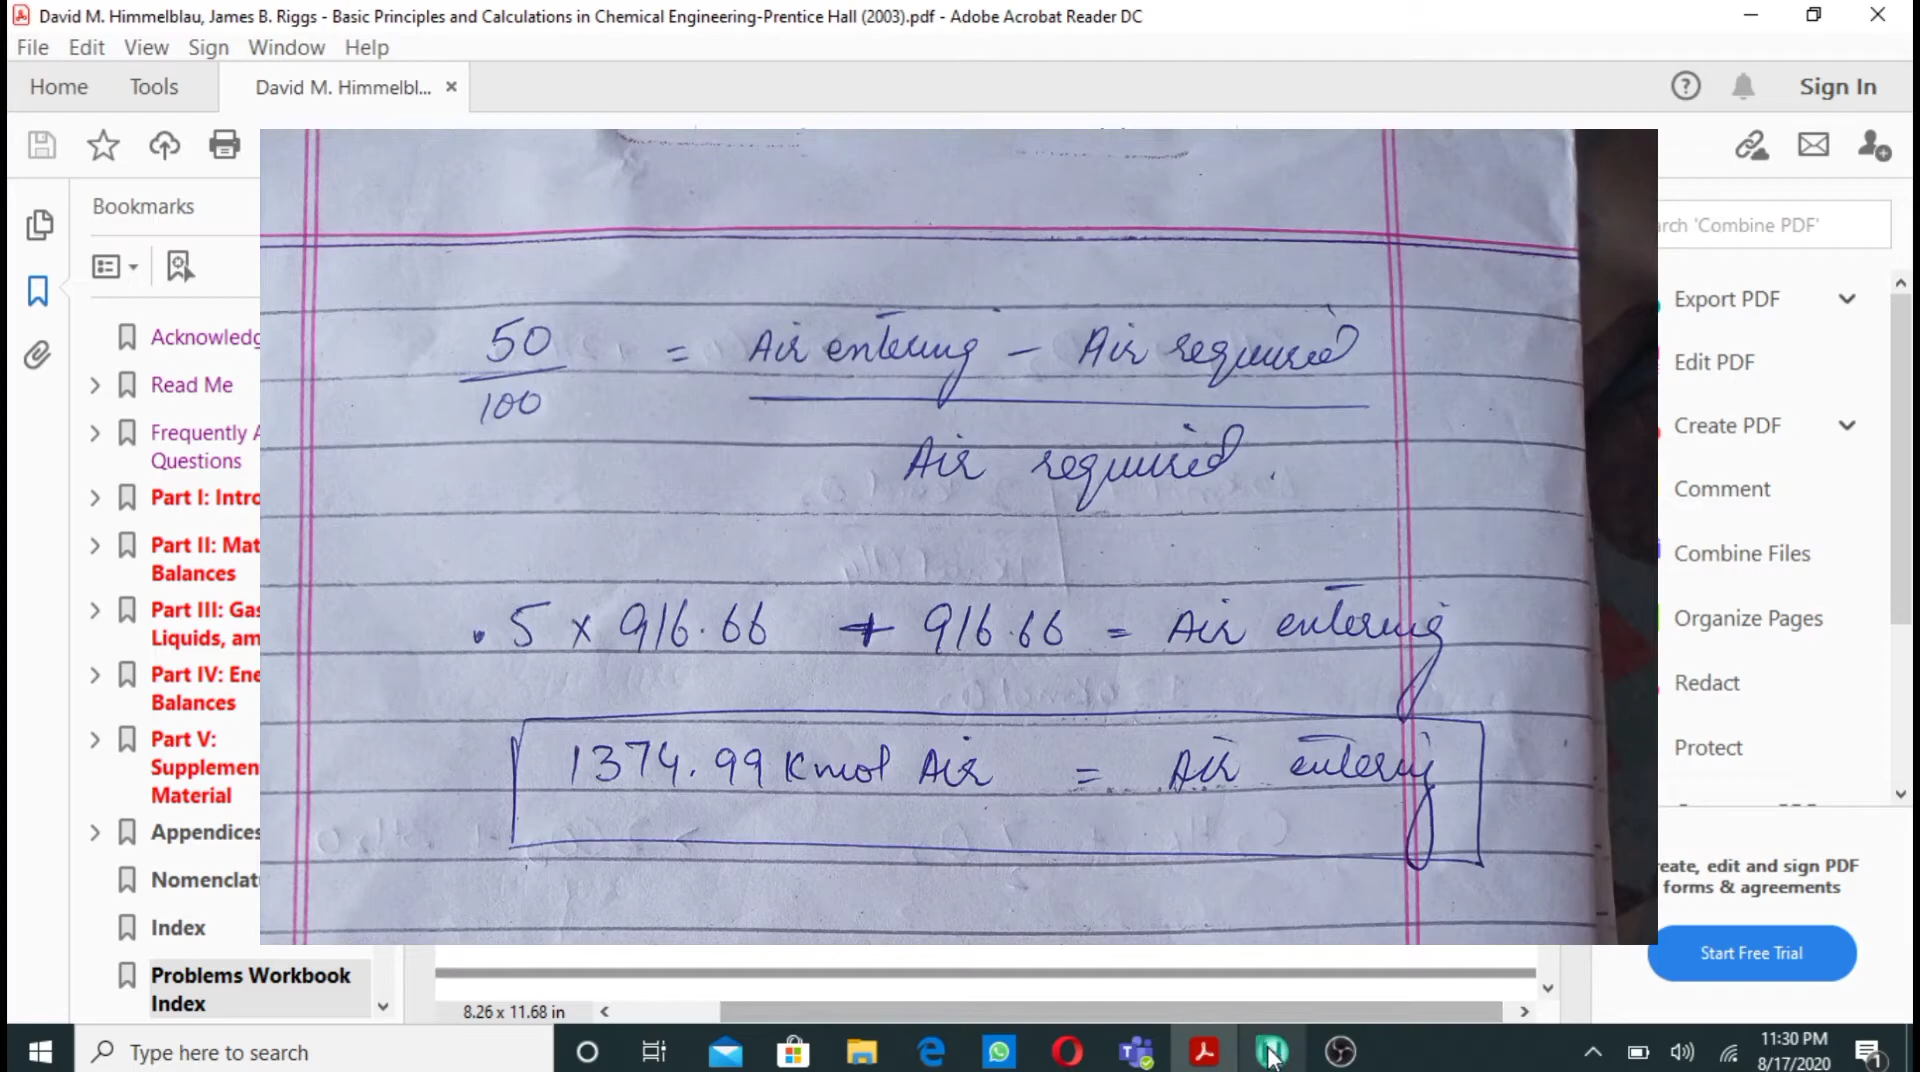 David M. Himmelblau, James B. Riggs - Basic Principles and Calculations in Chemical Engineering-Prentice Hall (2003).pdf - Adobe Acrobat Reader DC
File Edit View Sign Window Help
Home Tools David M. Himmelbl... Sign In
Bookmarks
Acknowledg
Read Me
Frequently A
Questions
Part I: Intro
Part II: Mat
Balances
Part III: Gas
Liquids, am
Part IV: Ene
Balances
Part V:
Supplemen
Material
Appendices
Nomenclat
Index
Problems Workbook
Index
50/100 = Air entering - Air required
Air required
.5 x 916.66 + 916.66 = Air entering
1374.99 Kmol Air = Air entering
8.26 x 11.68 in
arch 'Combine PDF'
Export PDF
Edit PDF
Create PDF
Comment
Combine Files
Organize Pages
Redact
Protect
reate, edit and sign PDF
forms & agreements
Start Free Trial
Type here to search
11:30 PM
8/17/2020
1